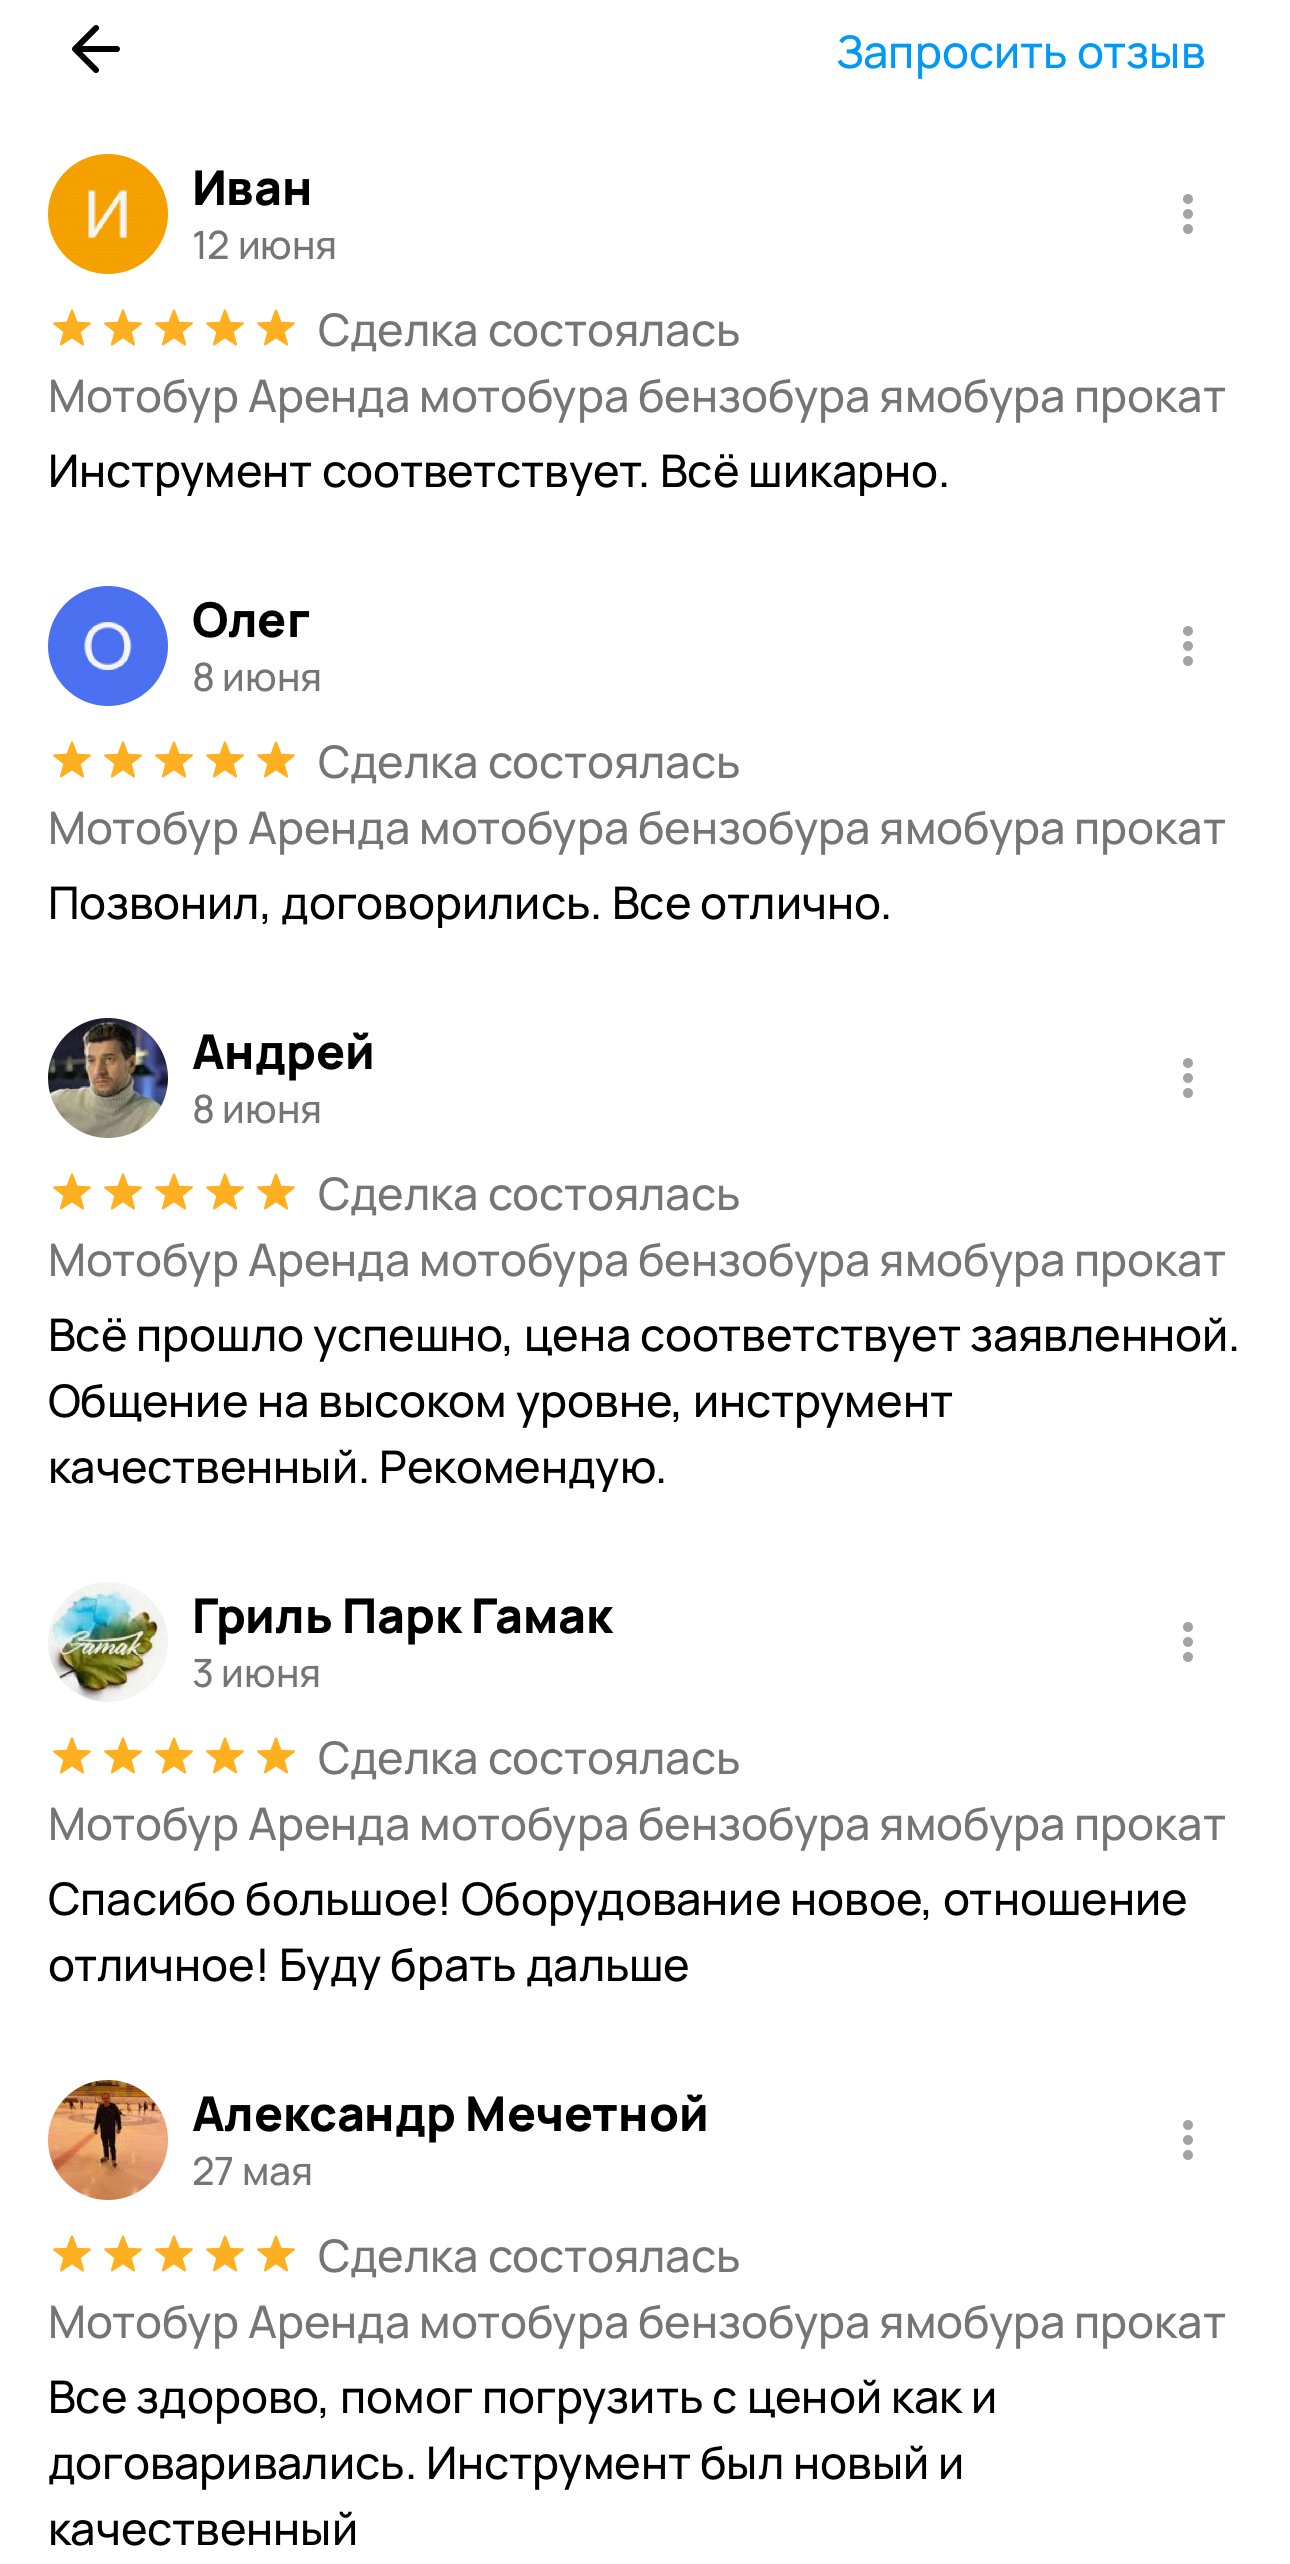 Запросить отзыв
И
Иван
12 июня
Сделка состоялась
Мотобур Аренда мотобура бензобура ямобура прокат
Инструмент соответствует. Всё шикарно.
О
Олег
8 июня
Сделка состоялась
Мотобур Аренда мотобура бензобура ямобура прокат
Позвонил, договорились. Все отлично.
Андрей
8 июня
Сделка состоялась
Мотобур Аренда мотобура бензобура ямобура прокат
Всё прошло успешно, цена соответствует заявленной.
Общение на высоком уровне, инструмент
качественный. Рекомендую.
Гамак
Гриль Парк Гамак
3 июня
Сделка состоялась
Мотобур Аренда мотобура бензобура ямобура прокат
Спасибо большое! Оборудование новое, отношение
отличное! Буду брать дальше
Александр Мечетной
27 мая
Сделка состоялась
Мотобур Аренда мотобура бензобура ямобура прокат
Все здорово, помог погрузить с ценой как и
договаривались. Инструмент был новый и
качественный